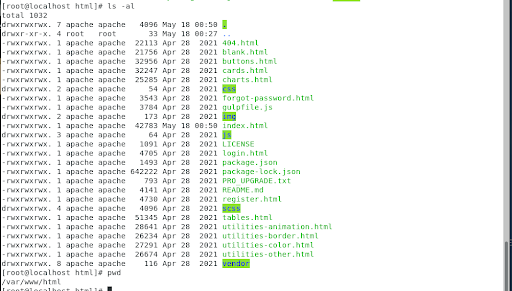 [root@localhost html]# ls -al
total 1032
drwxrwxrwx. 7 apache apache 4096 May 18 00:50 .
drwxr-xr-x. 4 root root 33 May 18 00:27 ..
-rwxrwxrwx. 1 apache apache 22113 Apr 28 2021 404.html
-rwxrwxrwx. 1 apache apache 21756 Apr 28 2021 blank.html
-rwxrwxrwx. 1 apache apache 32956 Apr 28 2021 buttons.html
-rwxrwxrwx. 1 apache apache 32247 Apr 28 2021 cards.html
-rwxrwxrwx. 1 apache apache 25285 Apr 28 2021 charts.html
drwxrwxrwx. 2 apache apache 54 Apr 28 2021 css
-rwxrwxrwx. 1 apache apache 3543 Apr 28 2021 forgot-password.html
-rwxrwxrwx. 1 apache apache 3784 Apr 28 2021 gulpfile.js
drwxrwxrwx. 2 apache apache 173 Apr 28 2021 img
-rwxrwxrwx. 1 apache apache 42783 May 18 00:50 index.html
drwxrwxrwx. 3 apache apache 64 Apr 28 2021 js
-rwxrwxrwx. 1 apache apache 1091 Apr 28 2021 LICENSE
-rwxrwxrwx. 1 apache apache 4705 Apr 28 2021 login.html
-rwxrwxrwx. 1 apache apache 1493 Apr 28 2021 package.json
-rwxrwxrwx. 1 apache apache 642222 Apr 28 2021 package-lock.json
-rwxrwxrwx. 1 apache apache 793 Apr 28 2021 PRO UPGRADE.txt
-rwxrwxrwx. 1 apache apache 4141 Apr 28 2021 README.md
-rwxrwxrwx. 1 apache apache 4730 Apr 28 2021 register.html
drwxrwxrwx. 4 apache apache 4096 Apr 28 2021 scss
-rwxrwxrwx. 1 apache apache 51345 Apr 28 2021 tables.html
-rwxrwxrwx. 1 apache apache 28641 Apr 28 2021 utilities-animation.html
-rwxrwxrwx. 1 apache apache 26234 Apr 28 2021 utilities-border.html
-rwxrwxrwx. 1 apache apache 27291 Apr 28 2021 utilities-color.html
-rwxrwxrwx. 1 apache apache 26674 Apr 28 2021 utilities-other.html
drwxrwxrwx. 8 apache apache 116 Apr 28 2021 vendor
[root@localhost html]# pwd
/var/www/html
[root@localhost html]#